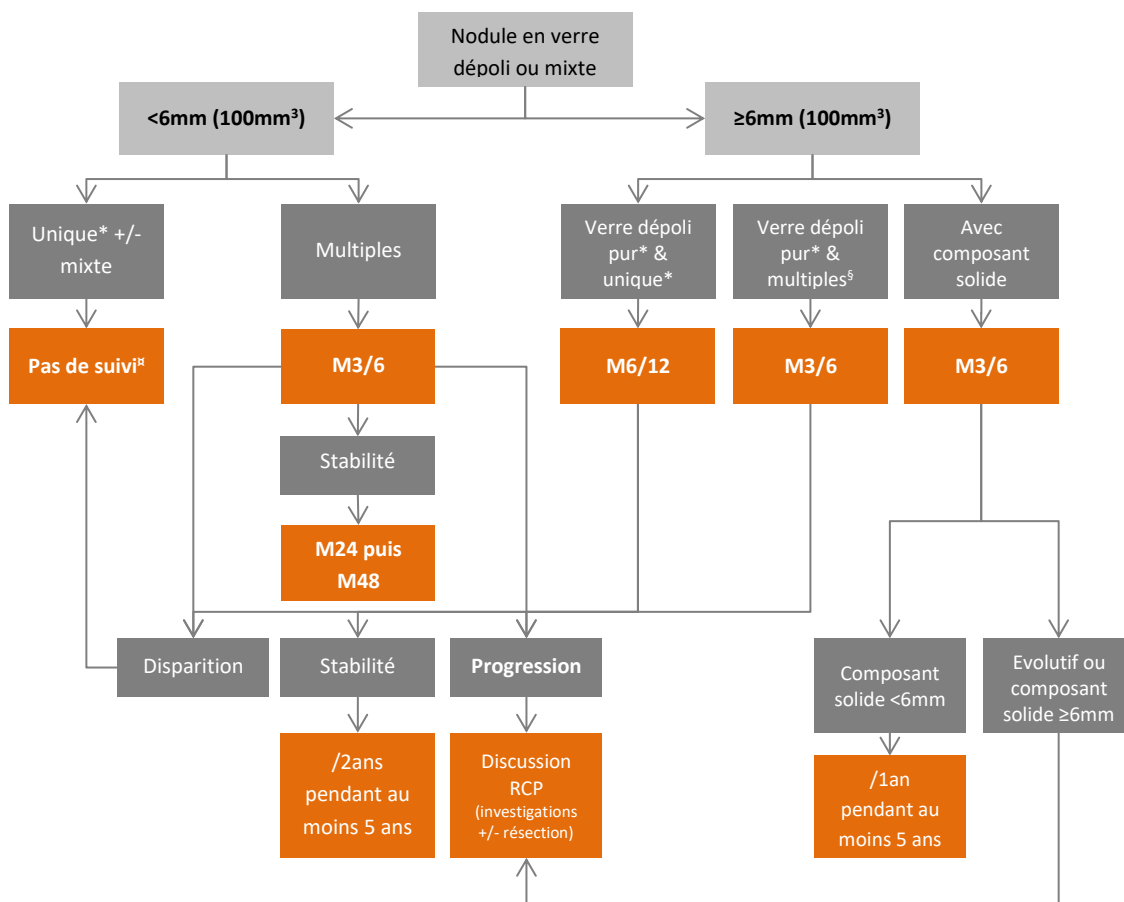 Nodule en verre
dépoli ou mixte
<6mm (100mm³)
≥6mm (100mm³)
Unique* +/-
mixte
Multiples
Verre dépoli
pur* &
unique*
Verre dépoli
pur* &
multiples§
Avec
composant
solide
Pas de suivi¤
M3/6
M6/12
M3/6
M3/6
Stabilité
M24 puis
M48
Disparition
Stabilité
Progression
Composant
solide <6mm
Evolutif ou
composant
solide ≥6mm
/2ans
pendant au
moins 5 ans
Discussion
RCP
(investigations
+/- résection)
/1an
pendant au
moins 5 ans